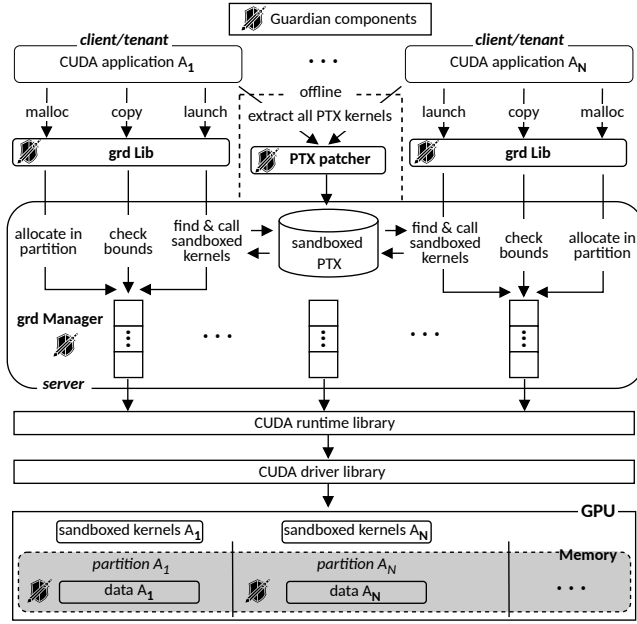 Guardian components
client/tenant
CUDA application A1
. . .
client/tenant
CUDA application AN
offline
malloc
copy
launch
extract all PTX kernels
launch
copy
malloc
grd Lib
PTX patcher
grd Lib
allocate in
partition
check
bounds
find & call
sandboxed
kernels
sandboxed
PTX
find & call
sandboxed
kernels
check
bounds
allocate in
partition
grd Manager
. . .
. . .
server
CUDA runtime library
CUDA driver library
GPU
sandboxed kernels A1
sandboxed kernels AN
Memory
partition A1
partition AN
data A1
data AN
. . .